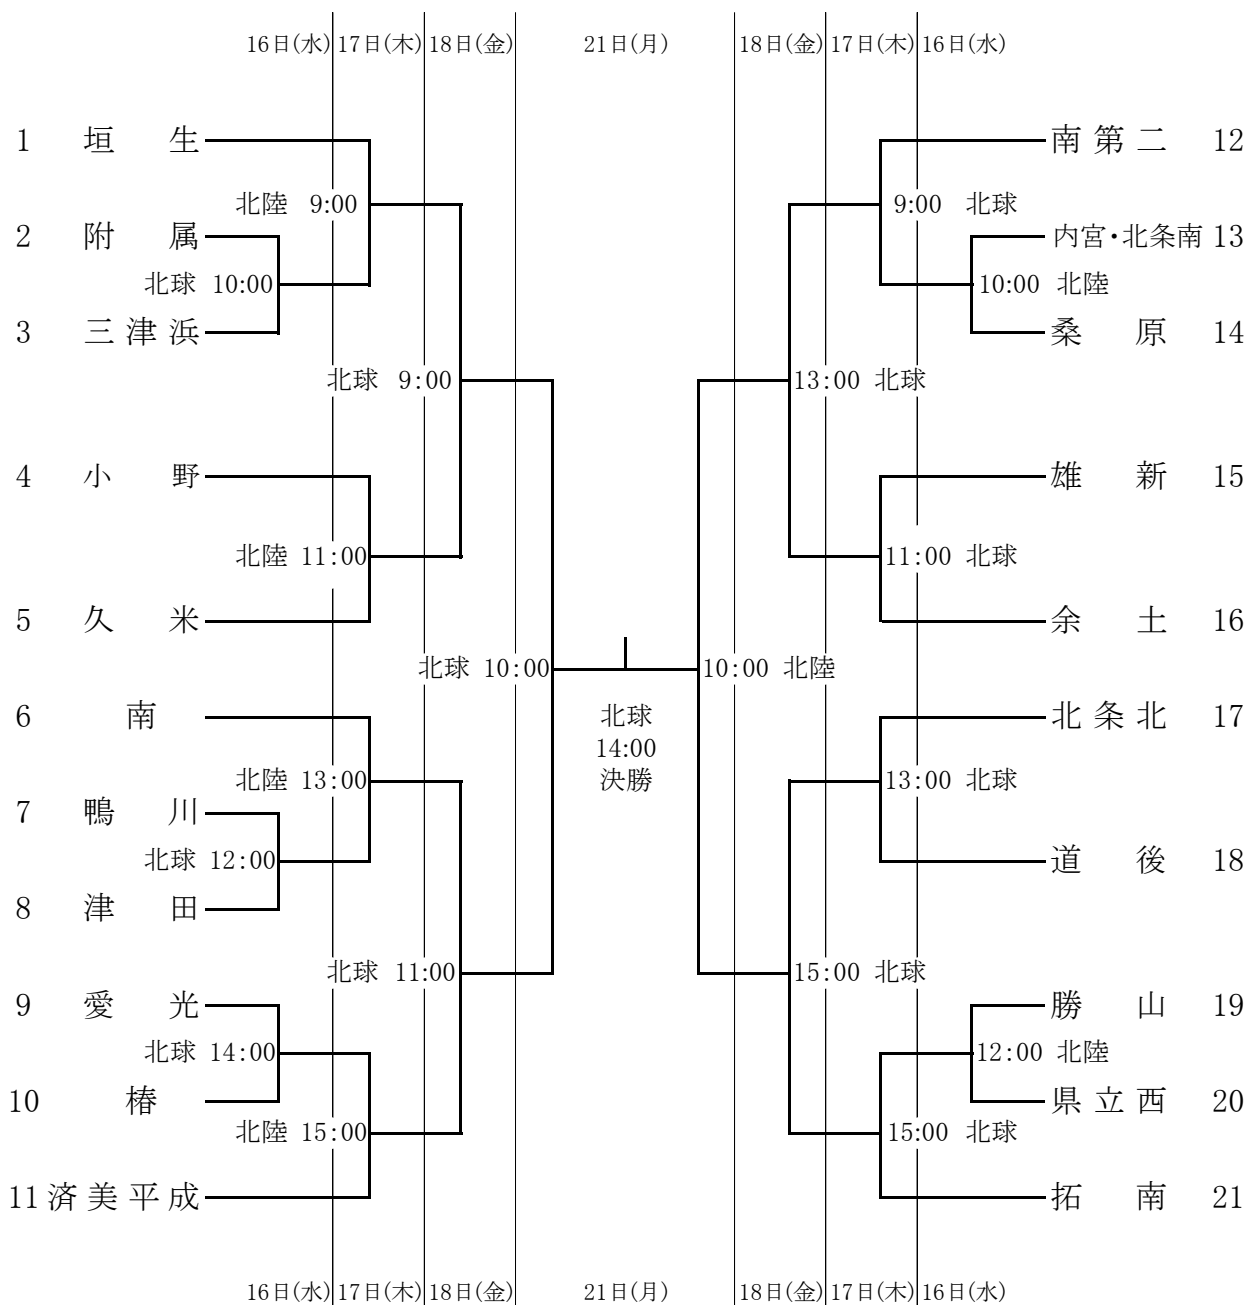 16日(水) 17日(木) 18日(金) 21日(月) 18日(金) 17日(木) 16日(水)
1 垣生 南第二 12
北陸 9:00 9:00 北球
2 附属 内宮・北条南 13
北球 10:00 10:00 北陸
3 三津浜 桑原 14
北球 9:00 13:00 北球
4 小野 雄新 15
北陸 11:00 11:00 北球
5 久米 余土 16
北球 10:00 10:00 北陸
6 南 北条北 17
北球
14:00
決勝
北陸 13:00 13:00 北球
7 鴨川
北球 12:00 道後 18
8 津田
北球 11:00 15:00 北球
9 愛光 勝山 19
北球 14:00 12:00 北陸
10 椿 県立西 20
北陸 15:00 15:00 北球
11 済美平成 拓南 21
16日(水) 17日(木) 18日(金) 21日(月) 18日(金) 17日(木) 16日(水)